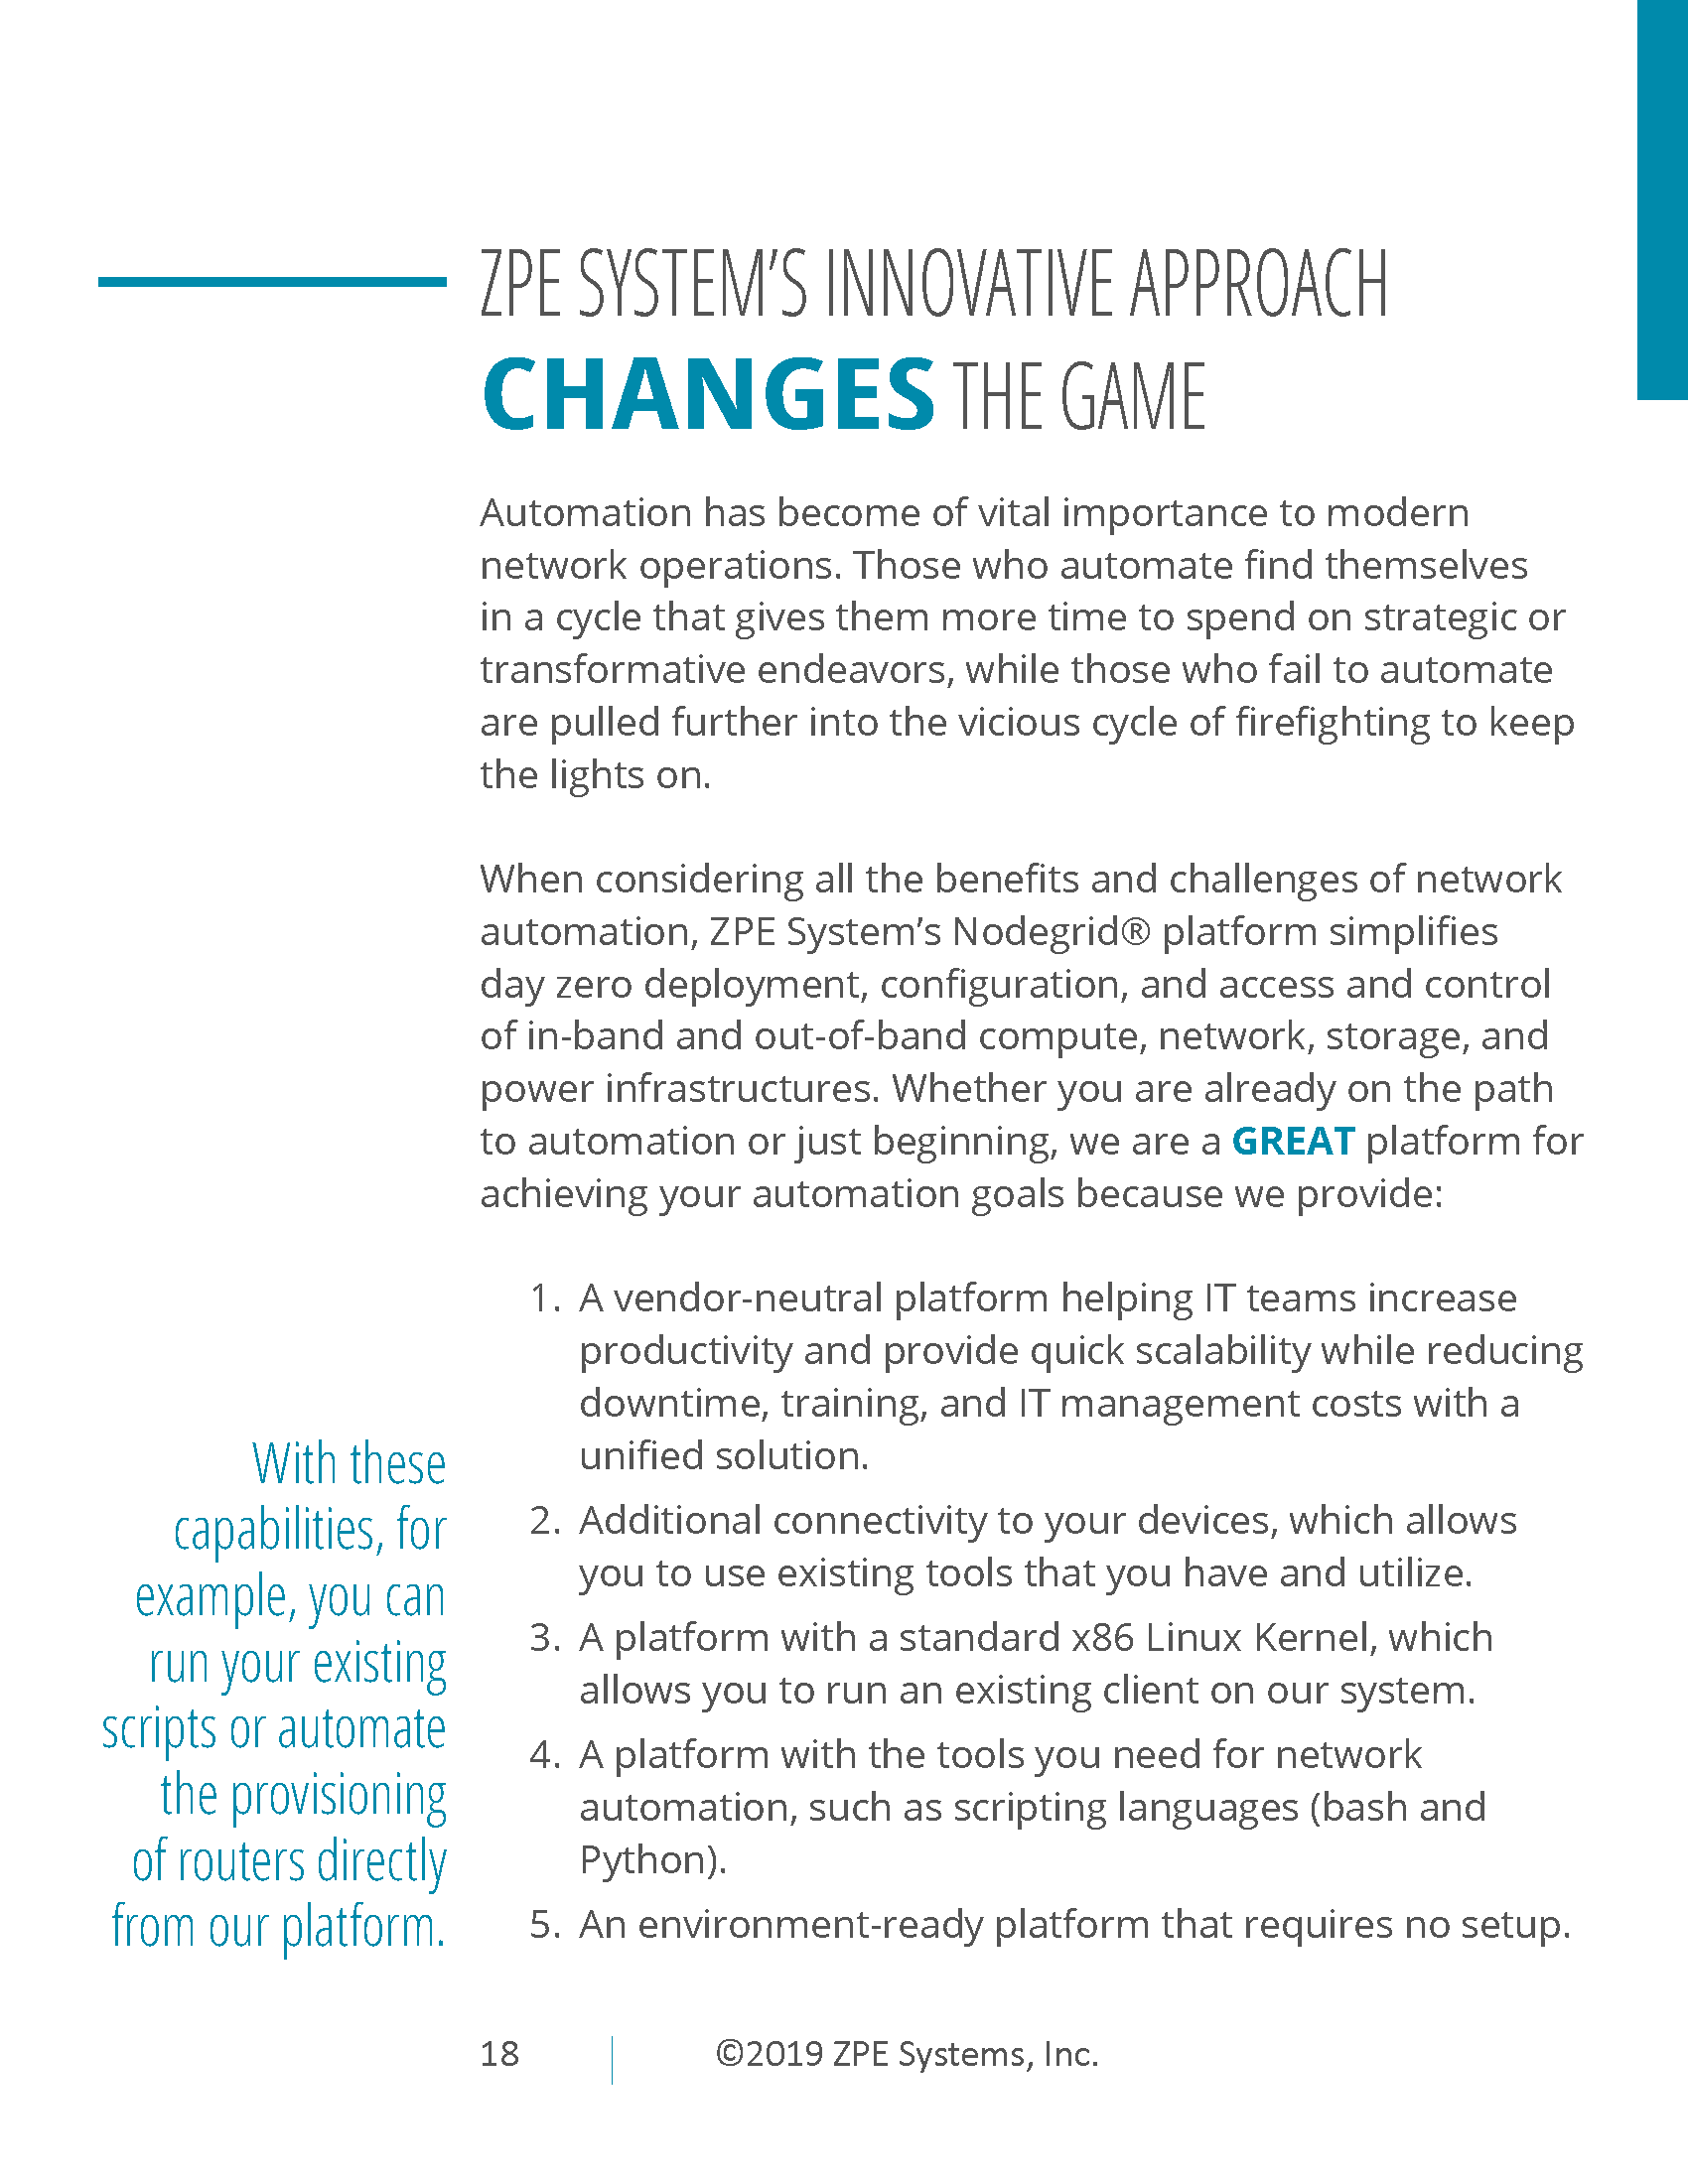 ZPE SYSTEM’S INNOVATIVE APPROACH
CHANGES THE GAME
Automation has become of vital importance to modern
network operations. Those who automate find themselves
in a cycle that gives them more time to spend on strategic or
transformative endeavors, while those who fail to automate
are pulled further into the vicious cycle of firefighting to keep
the lights on.
When considering all the benefits and challenges of network
automation, ZPE System’s Nodegrid® platform simplifies
day zero deployment, configuration, and access and control
of in-band and out-of-band compute, network, storage, and
power infrastructures. Whether you are already on the path
to automation or just beginning, we are a GREAT platform for
achieving your automation goals because we provide:
1. A vendor-neutral platform helping IT teams increase
productivity and provide quick scalability while reducing
downtime, training, and IT management costs with a
unified solution.
2. Additional connectivity to your devices, which allows
you to use existing tools that you have and utilize.
3. A platform with a standard x86 Linux Kernel, which
allows you to run an existing client on our system.
4. A platform with the tools you need for network
automation, such as scripting languages (bash and
Python).
5. An environment-ready platform that requires no setup.
With these
capabilities, for
example, you can
run your existing
scripts or automate
the provisioning
of routers directly
from our platform.
18 ©2019 ZPE Systems, Inc.